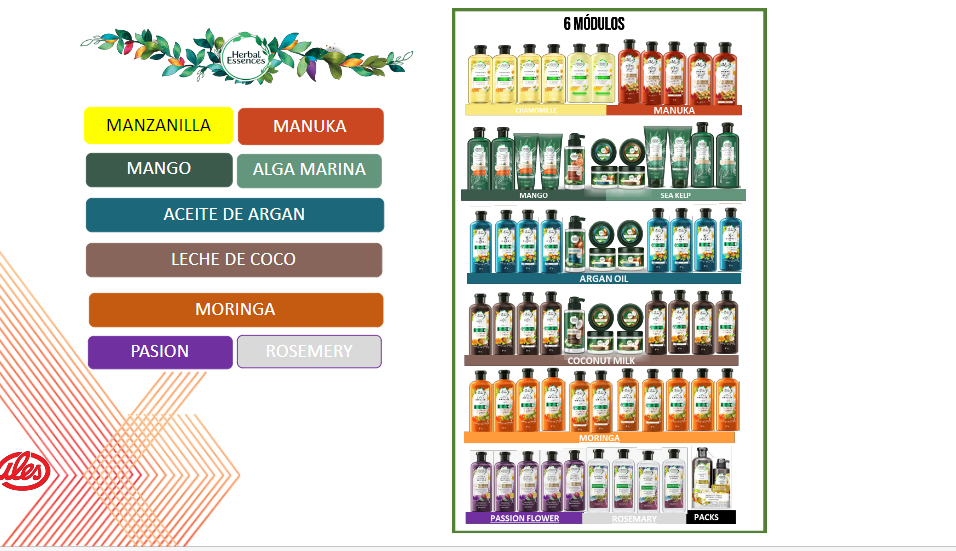 Herbal
Essences
MANZANILLA
MANUKA
MANGO
ALGA MARINA
ACEITE DE ARGAN
LECHE DE COCO
MORINGA
PASION
ROSEMERY
ales
6 MÓDULOS
CHAMOMILLE
MANUKA
MANGO
SEA KELP
ARGAN OIL
COCONUT MILK
MORINGA
PASSION FLOWER
ROSEMARY
PACKS